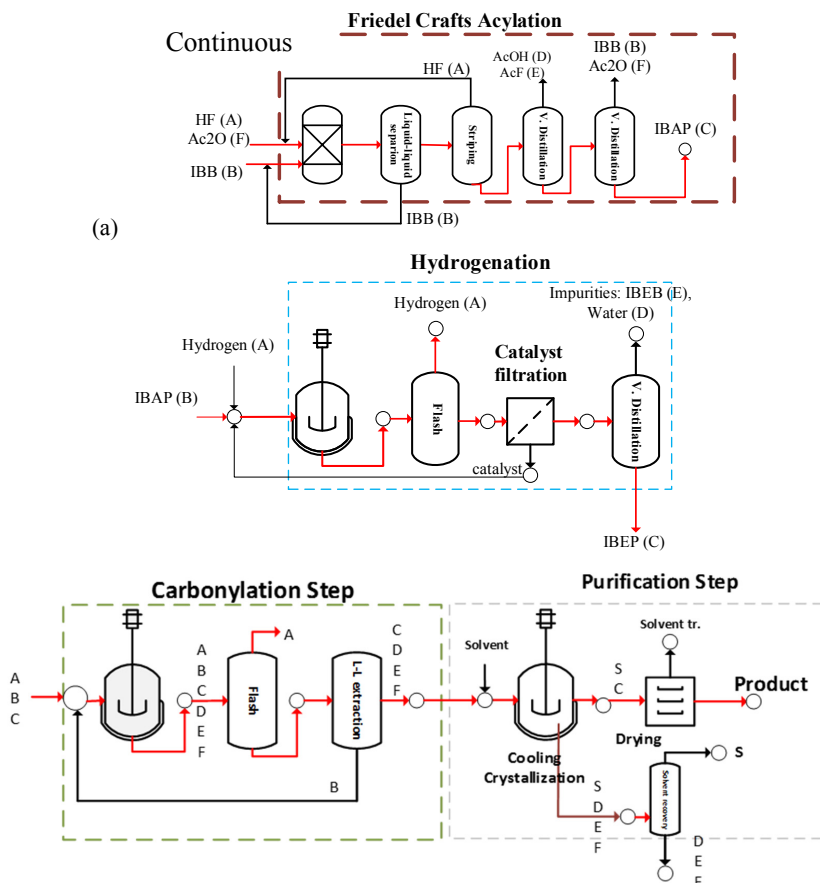 Friedel Crafts Acylation
Continuous
HF (A)
AcOH (D)
AcF (E)
IBB (B)
Ac2O (F)
HF (A)
Ac2O (F)
IBB (B)
Liquid-liquid
separion
Striping
V. Distillation
V. Distillation
IBAP (C)
IBB (B)
(a)
Hydrogenation
Impurities: IBEB (E),
Water (D)
Hydrogen (A)
Hydrogen (A)
Catalyst
filtration
IBAP (B)
Flash
V. Distillation
catalyst
IBEP (C)
Carbonylation Step
Purification Step
A
B
C
A
B
C
D
E
F
A
Flash
L-L extraction
C
D
E
F
B
Solvent
Solvent tr.
S
C
Product
Cooling
Crystallization
Drying
S
D
E
F
Solvent
recovery
S
D
E
F